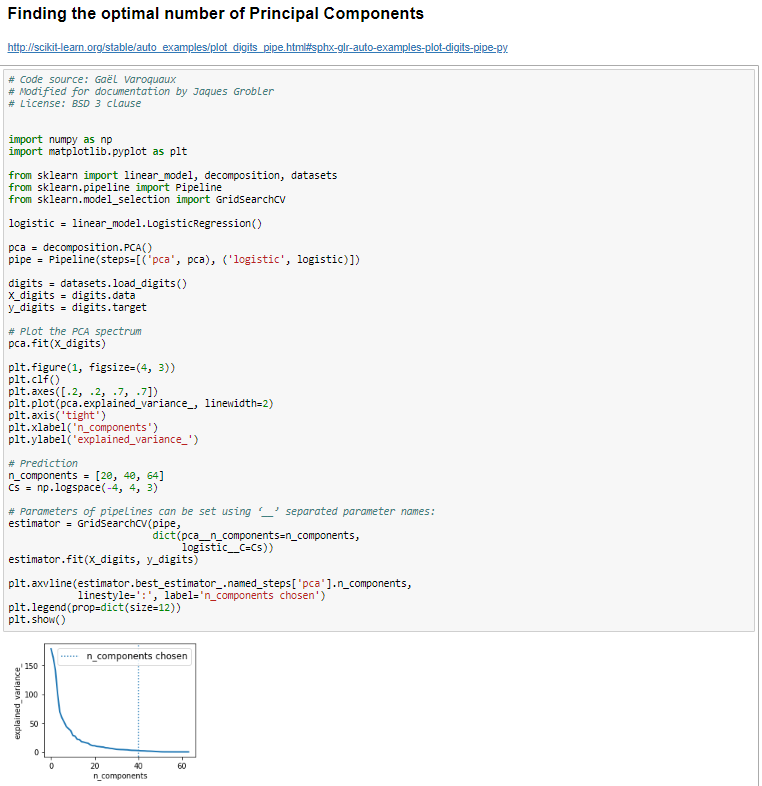 Finding the optimal number of Principal Components
http://scikit-learn.org/stable/auto_examples/plot_digits_pipe.html#sphx-glr-auto-examples-plot-digits-pipe-py
# Code source: Gaël Varoquaux
# Modified for documentation by Jaques Grobler
# License: BSD 3 clause
import numpy as np
import matplotlib.pyplot as plt
from sklearn import linear_model, decomposition, datasets
from sklearn.pipeline import Pipeline
from sklearn.model_selection import GridSearchCV
logistic = linear_model.LogisticRegression()
pca = decomposition.PCA()
pipe = Pipeline(steps=[('pca', pca), ('logistic', logistic)])
digits = datasets.load_digits()
X_digits = digits.data
y_digits = digits.target
# Plot the PCA spectrum
pca.fit(X_digits)
plt.figure(1, figsize=(4, 3))
plt.clf()
plt.axes([.2, .2, .7, .7])
plt.plot(pca.explained_variance_, linewidth=2)
plt.axis('tight')
plt.xlabel('n_components')
plt.ylabel('explained_variance_')
# Prediction
n_components = [20, 40, 64]
Cs = np.logspace(-4, 4, 3)
# Parameters of pipelines can be set using ‘__’ separated parameter names:
estimator = GridSearchCV(pipe,
                         dict(pca__n_components=n_components,
                              logistic__C=Cs))
estimator.fit(X_digits, y_digits)
plt.axvline(estimator.best_estimator_.named_steps['pca'].n_components,
            linestyle=':', label='n_components chosen')
plt.legend(prop=dict(size=12))
plt.show()
n_components chosen
explained_variance_
150
100
50
0
0 20 40 60
n_components